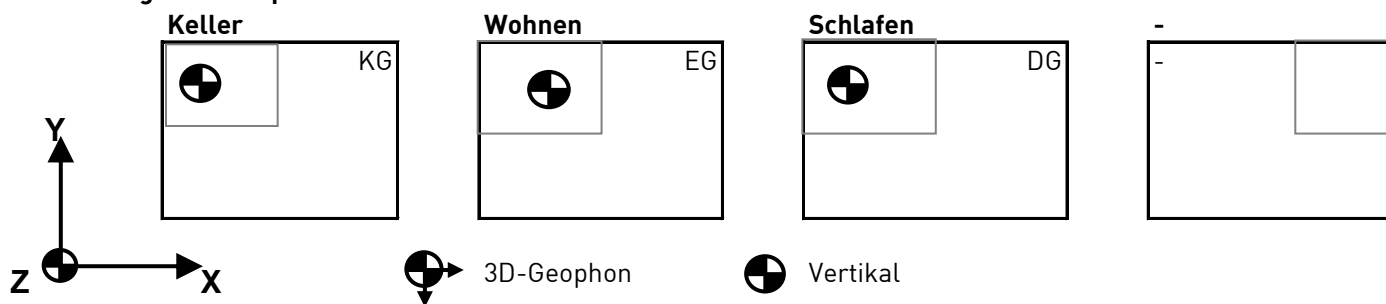 Keller
Wohnen
Schlafen
-
KG
EG
DG
-
Y
Z
X
3D-Geophon
Vertikal